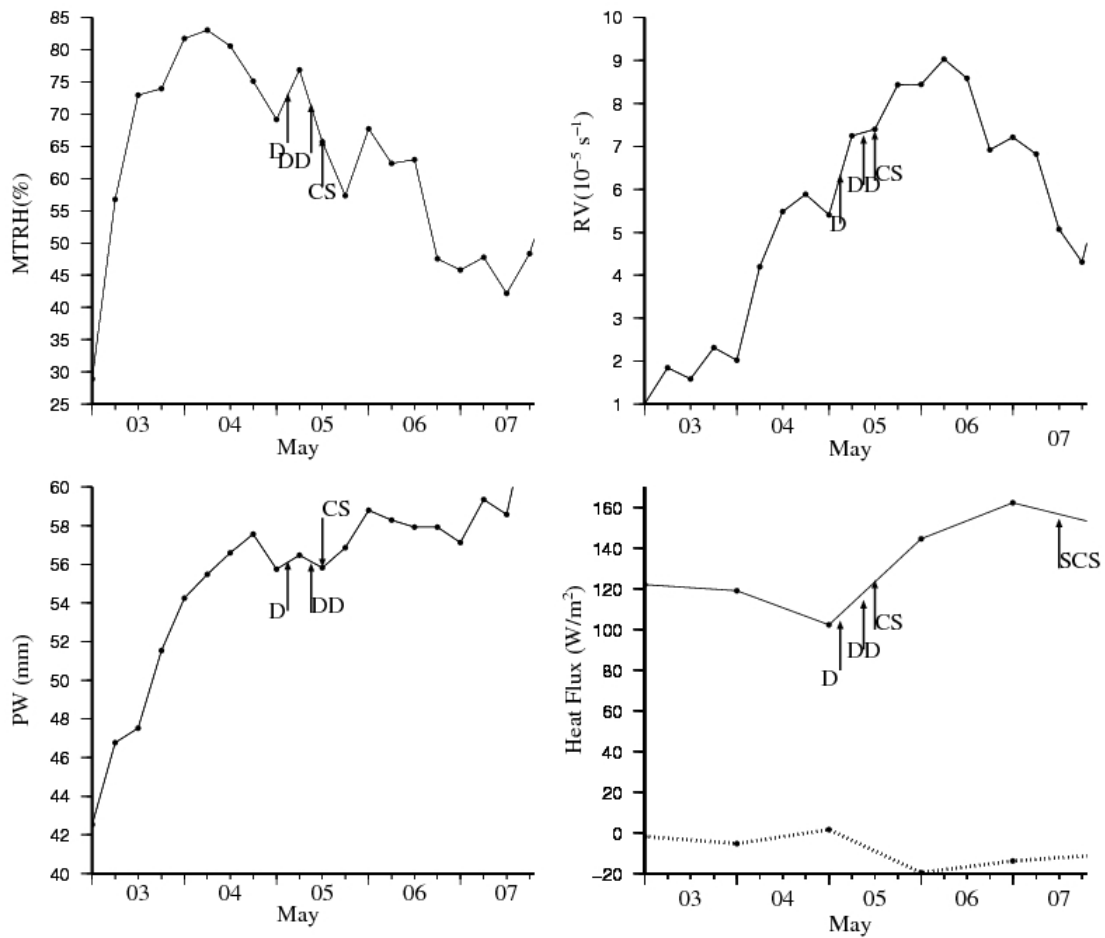 85
80
75
70
65
60
55
50
45
40
35
30
25
MTRH(%)
D
DD
CS
03 04 05 06 07
May
10
9
8
7
6
5
4
3
2
1
RV(10⁻⁵ s⁻¹)
D
DD
CS
03 04 05 06 07
May
60
58
56
54
52
50
48
46
44
42
40
PW (mm)
CS
D
DD
03 04 05 06 07
May
160
140
120
100
80
60
40
20
0
−20
Heat Flux (W/m²)
SCS
CS
DD
D
03 04 05 06 07
May